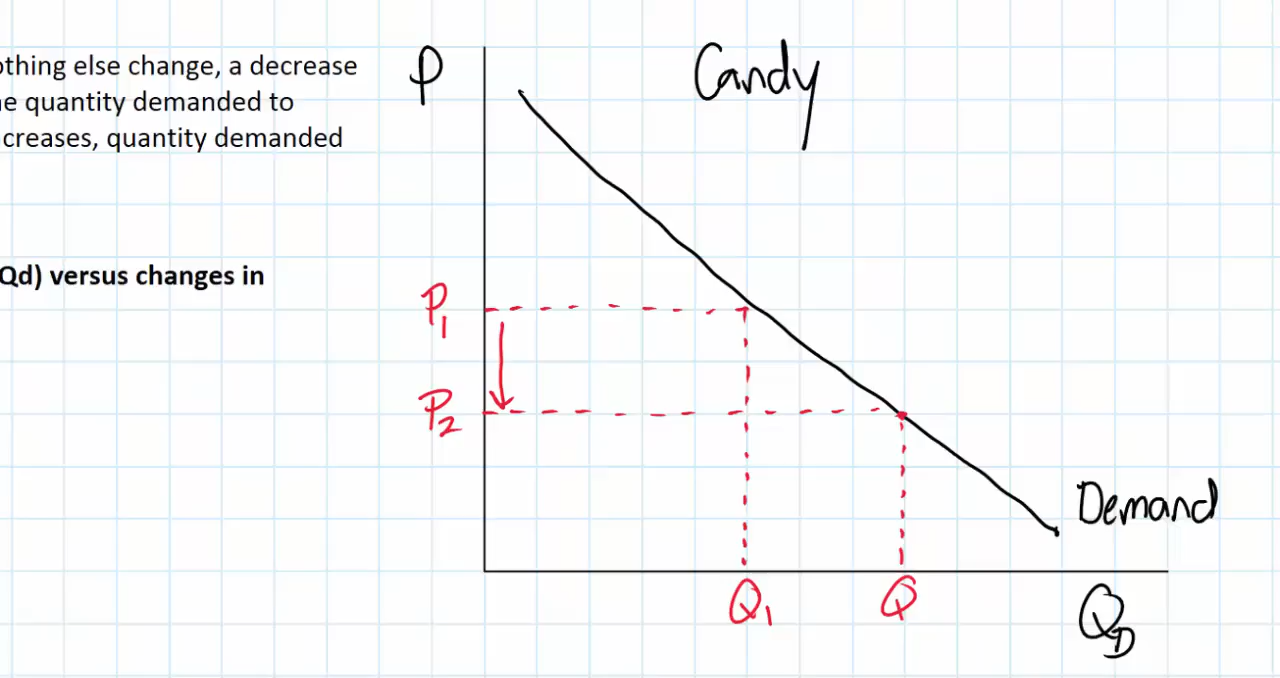 othing else change, a decrease
e quantity demanded to
creases, quantity demanded
Qd) versus changes in
P
Candy
P1
P2
Demand
Q1
Q
QD